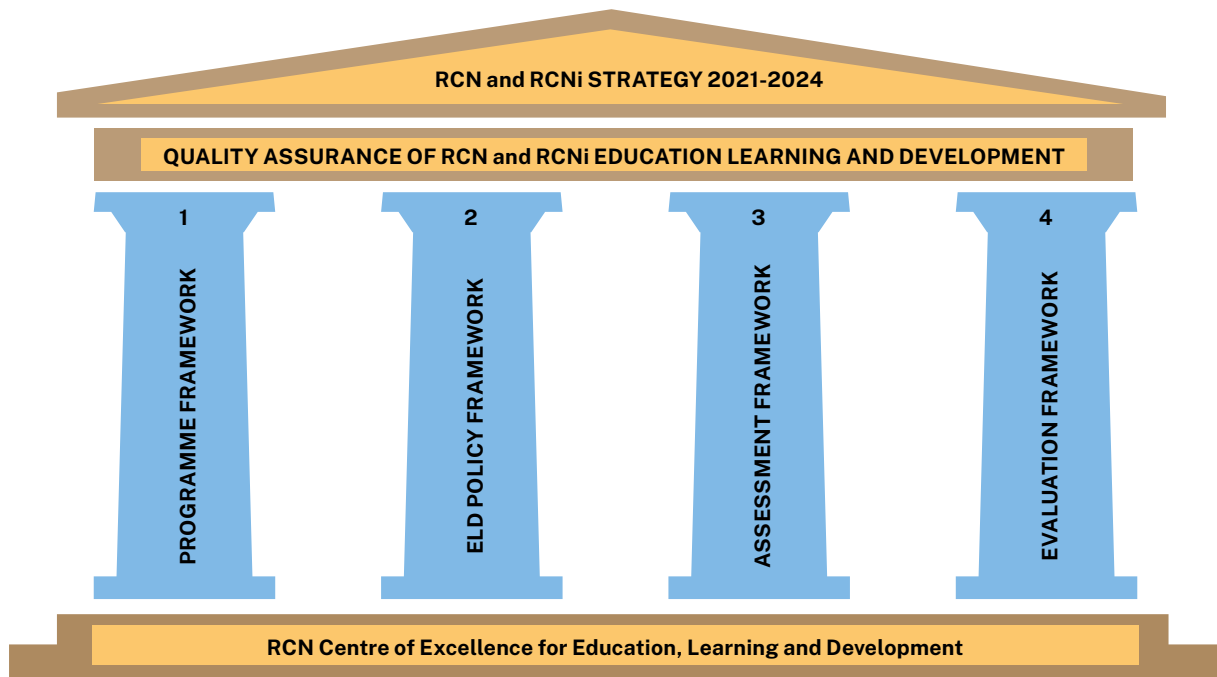 RCN and RCNi STRATEGY 2021-2024
QUALITY ASSURANCE OF RCN and RCNi EDUCATION LEARNING AND DEVELOPMENT
1
PROGRAMME FRAMEWORK
2
ELD POLICY FRAMEWORK
3
ASSESSMENT FRAMEWORK
4
EVALUATION FRAMEWORK
RCN Centre of Excellence for Education, Learning and Development